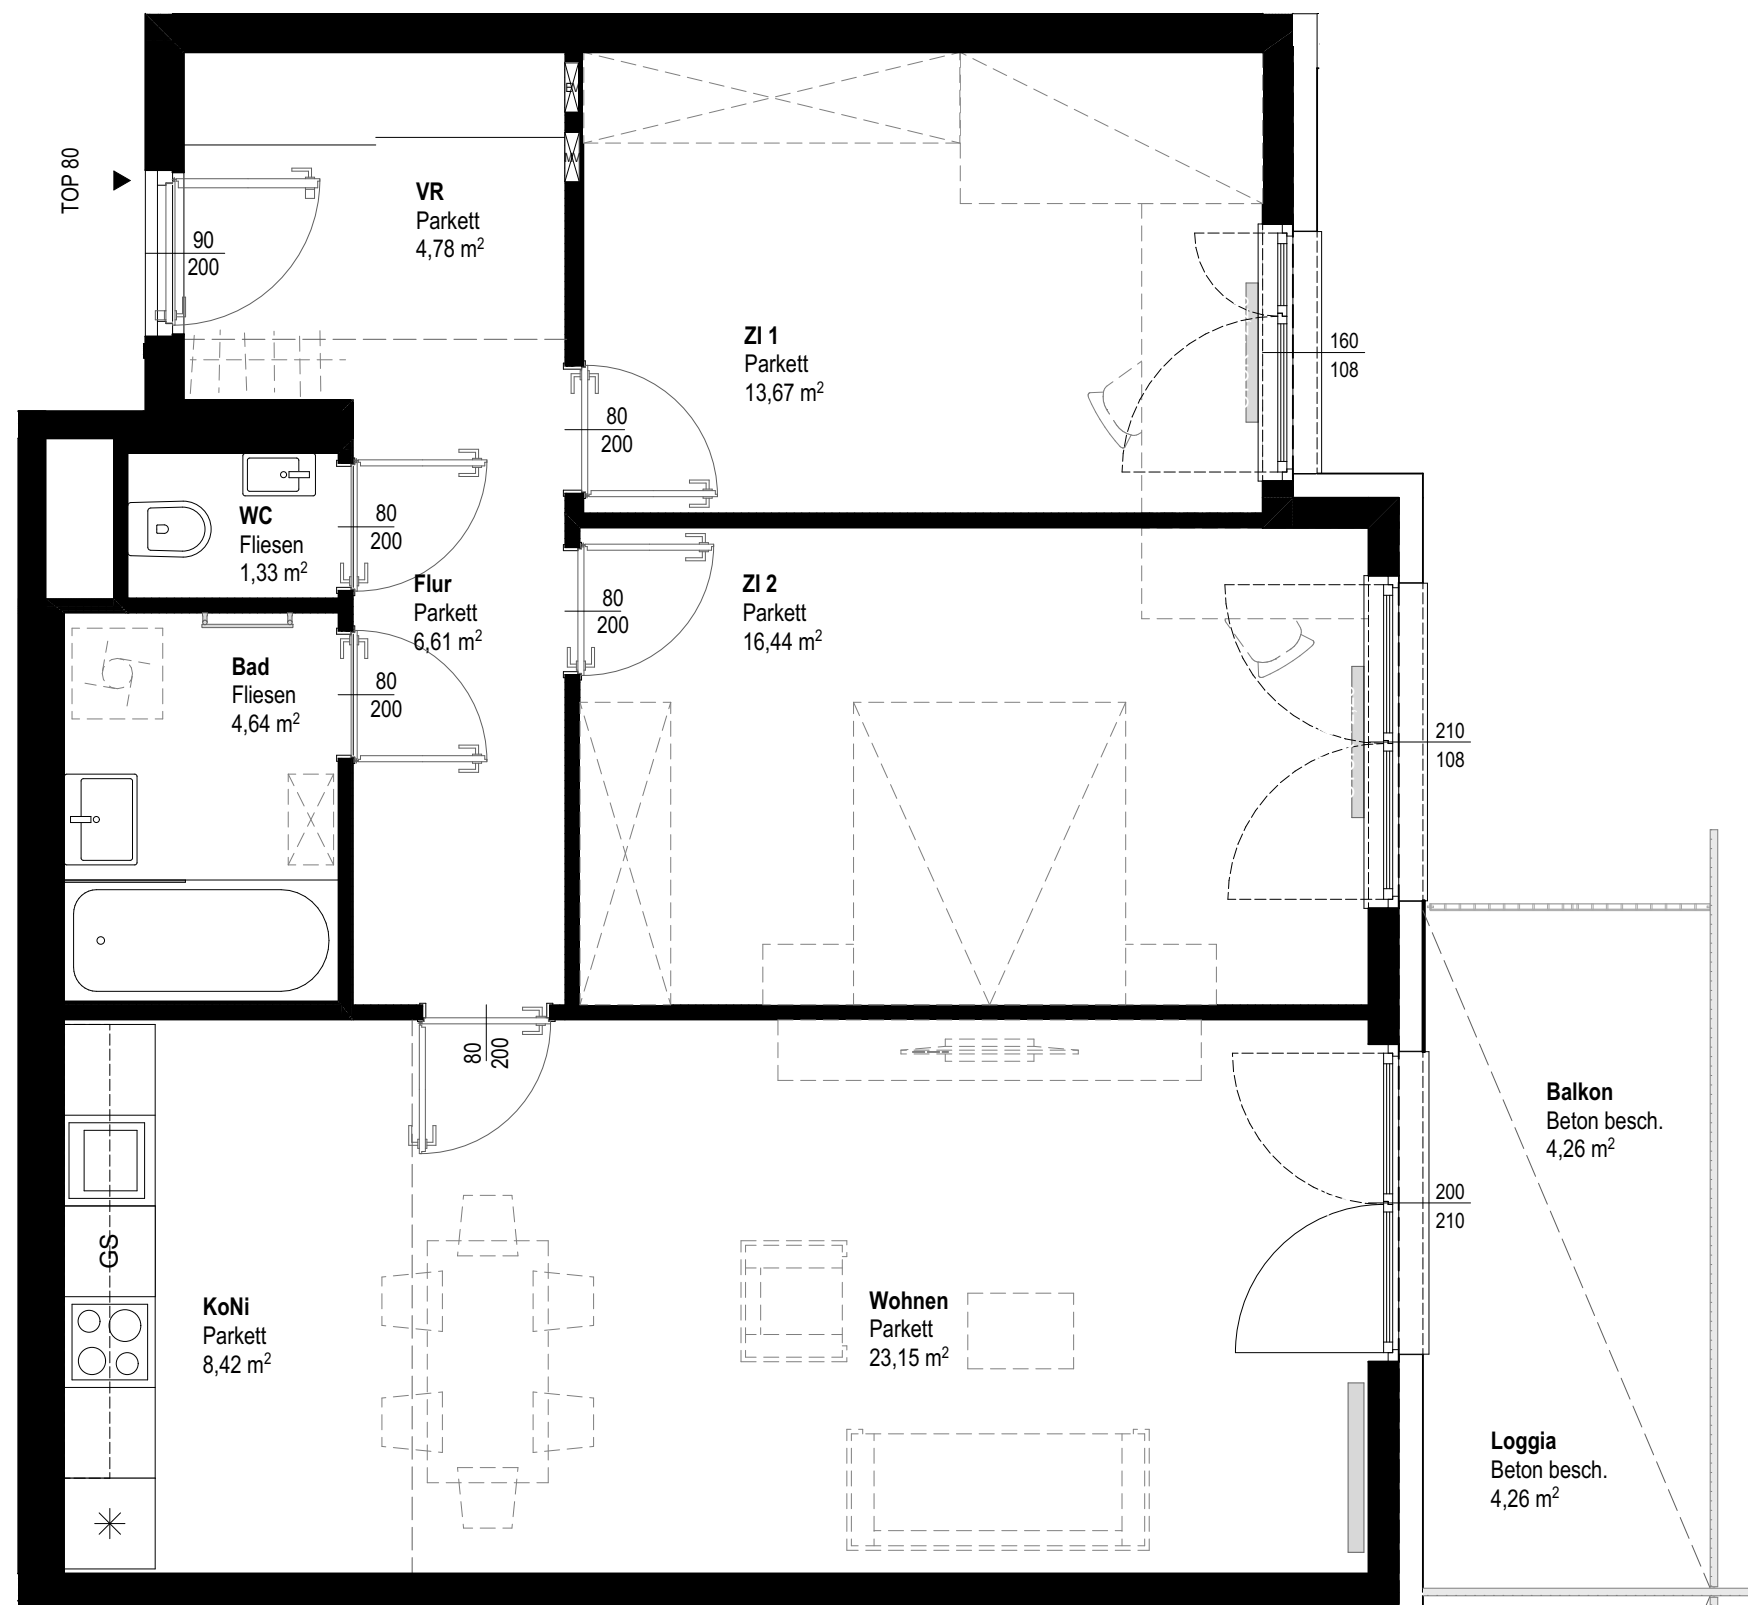 TOP 80
90
200
VR
Parkett
4,78 m²
ZI 1
Parkett
13,67 m²
160
108
80
200
WC
Fliesen
1,33 m²
80
200
Flur
Parkett
6,61 m²
80
200
ZI 2
Parkett
16,44 m²
210
108
Bad
Fliesen
4,64 m²
80
200
80
200
GS
KoNi
Parkett
8,42 m²
Wohnen
Parkett
23,15 m²
200
210
Balkon
Beton besch.
4,26 m²
Loggia
Beton besch.
4,26 m²